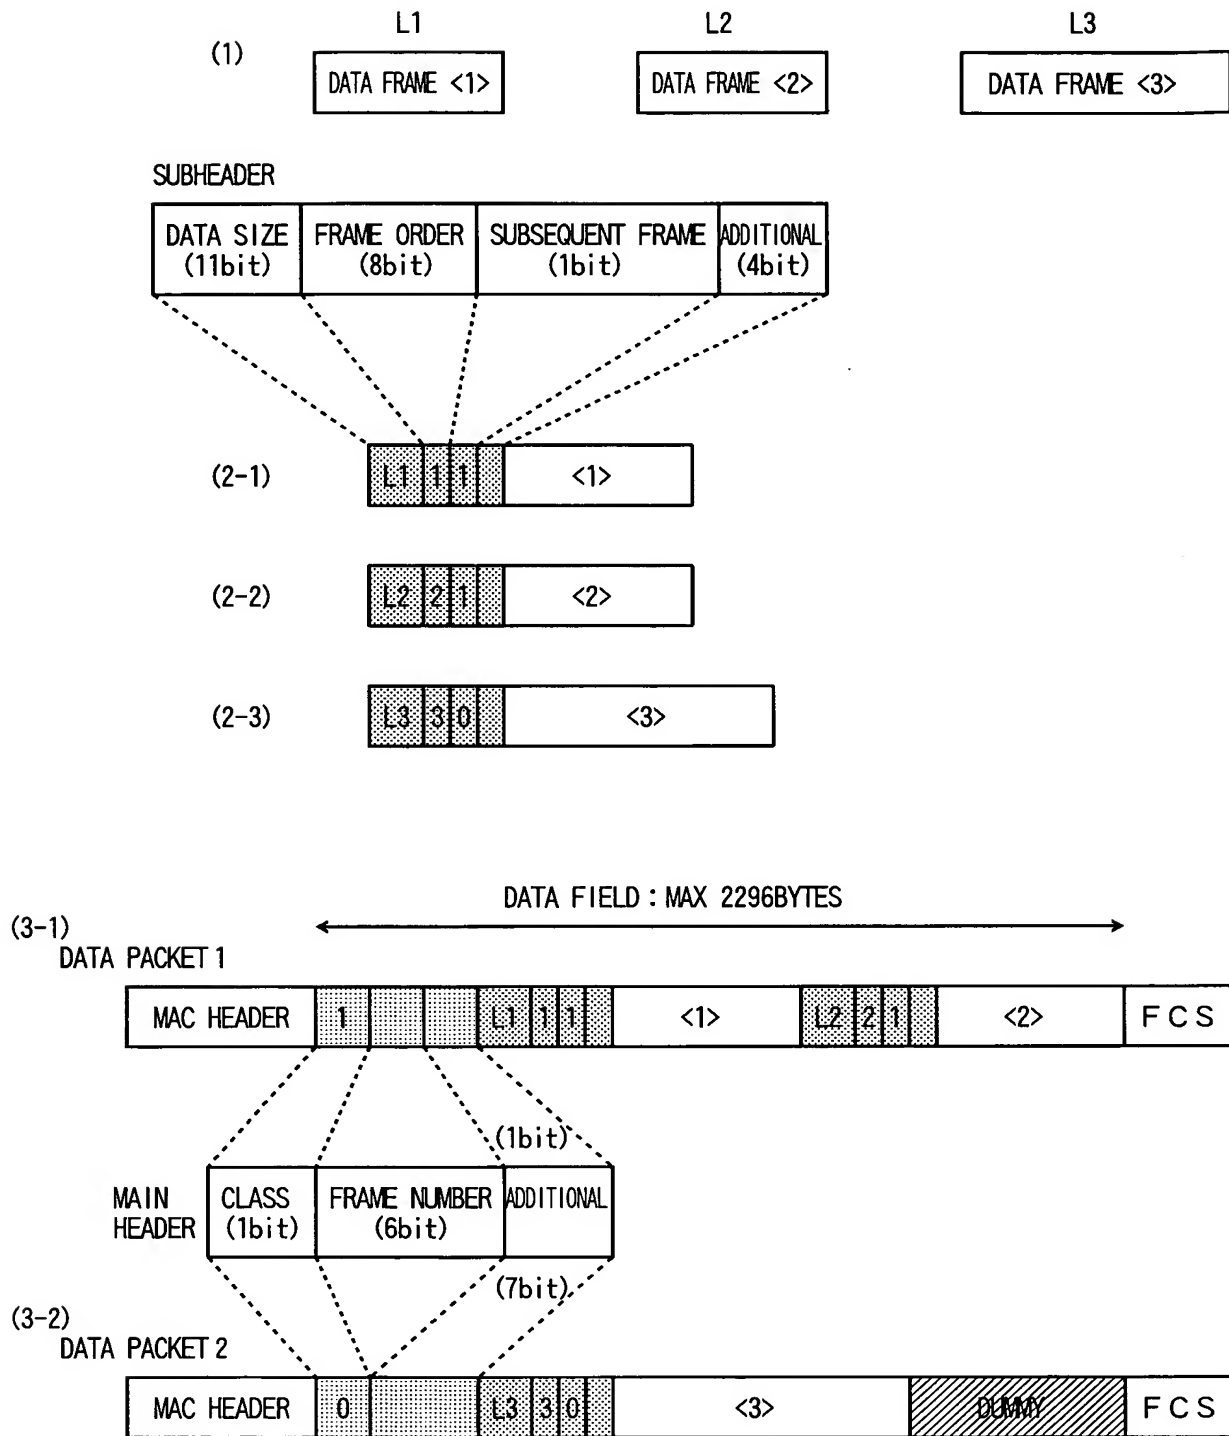 L1 L2 L3
(1)
DATA FRAME <1> DATA FRAME <2> DATA FRAME <3>
SUBHEADER
DATA SIZE FRAME ORDER SUBSEQUENT FRAME ADDITIONAL
(11bit) (8bit) (1bit) (4bit)
(2-1) L1 1 1 <1>
(2-2) L2 2 1 <2>
(2-3) L3 3 0 <3>
DATA FIELD : MAX 2296BYTES
(3-1)
DATA PACKET 1
MAC HEADER 1 L1 1 1 <1> L2 2 1 <2> FCS
(1bit)
MAIN HEADER
CLASS FRAME NUMBER ADDITIONAL
(1bit) (6bit)
(7bit)
(3-2)
DATA PACKET 2
MAC HEADER 0 L3 3 0 <3> DUMMY FCS